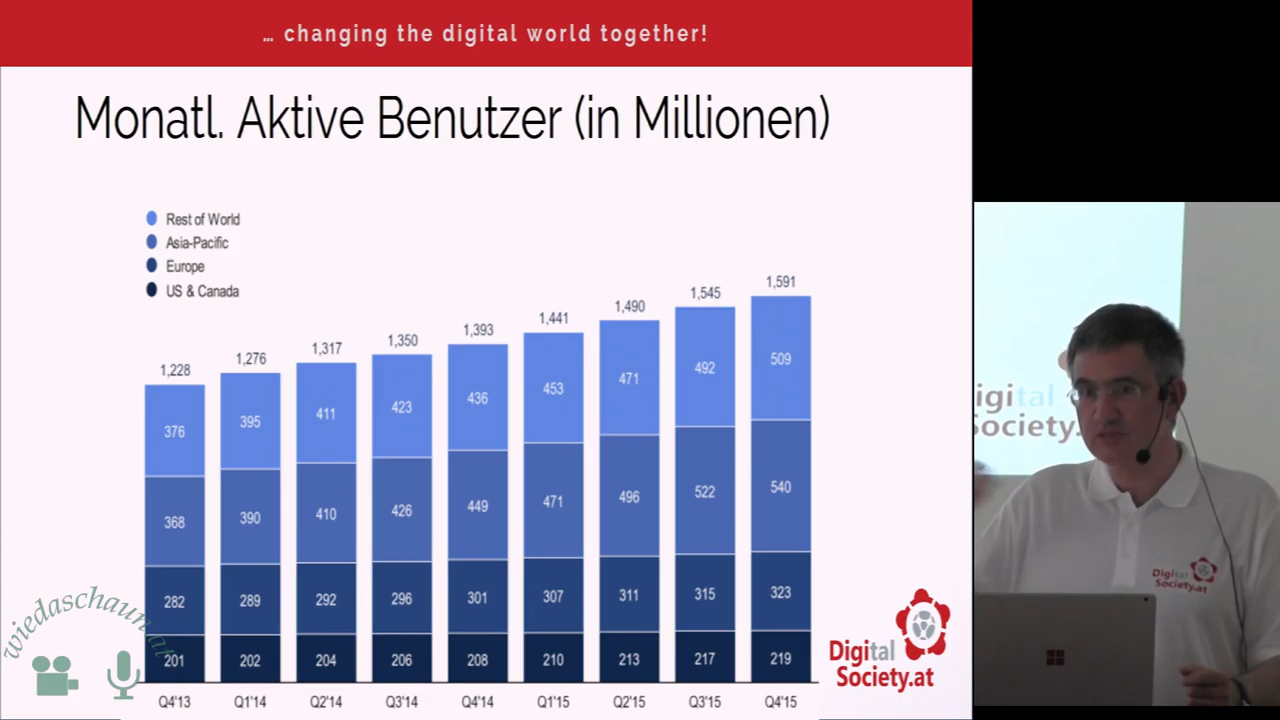 … changing the digital world together!
Monatl. Aktive Benutzer (in Millionen)
Rest of World
Asia-Pacific
Europe
US & Canada
1,228 1,276 1,317 1,350 1,393 1,441 1,490 1,545 1,591
376 395 411 423 436 453 471 492 509
368 390 410 426 449 471 496 522 540
282 289 292 296 301 307 311 315 323
201 202 204 206 208 210 213 217 219
Q4'13 Q1'14 Q2'14 Q3'14 Q4'14 Q1'15 Q2'15 Q3'15 Q4'15
wiedaschaun.at
Digital
Society.at
igital
Society.
Digital
Society.at